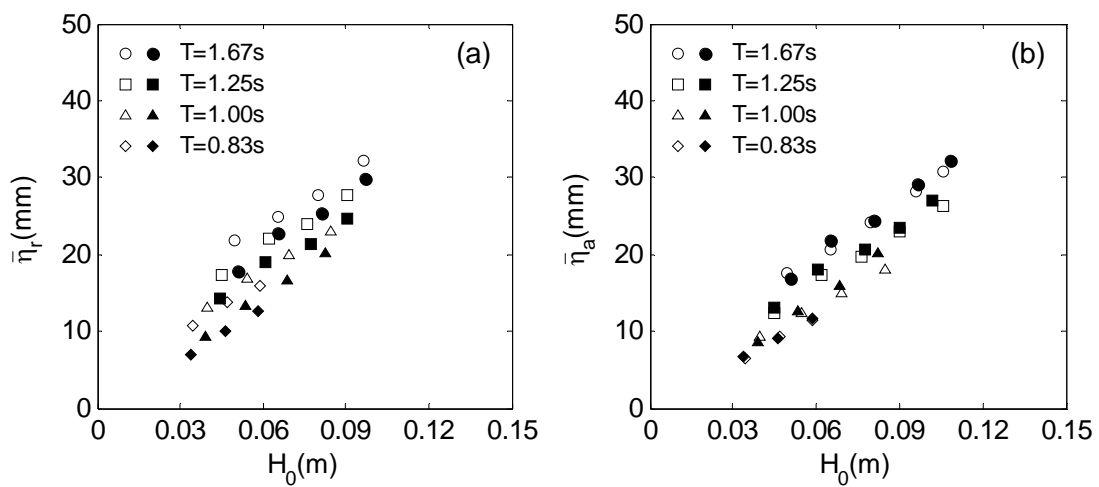 50
40
30
20
10
0
η̄r(mm)
(a)
T=1.67s
T=1.25s
T=1.00s
T=0.83s
0 0.03 0.06 0.09 0.12 0.15
H0(m)
50
40
30
20
10
0
η̄a(mm)
(b)
T=1.67s
T=1.25s
T=1.00s
T=0.83s
0 0.03 0.06 0.09 0.12 0.15
H0(m)